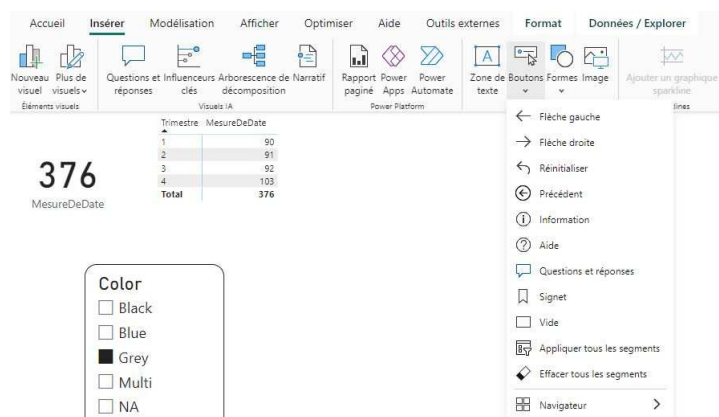 Accueil Insérer Modélisation Afficher Optimiser Aide Outils externes Format Données / Explorer
Nouveau visuel
Plus de visuels
Questions et réponses
Influenceurs clés
Arborescence de décomposition
Narratif
Rapport paginé
Power Apps
Power Automate
Zone de texte
Boutons
Formes
Image
Ajouter un graphique sparkline
Éléments visuels
Visuels IA
Power Platform
lines
Flèche gauche
Flèche droite
Réinitialiser
Précédent
Information
Aide
Questions et réponses
Signet
Vide
Appliquer tous les segments
Effacer tous les segments
Navigateur
Trimestre MesureDeDate
1 90
2 91
3 92
4 103
Total 376
376
MesureDeDate
Color
Black
Blue
Grey
Multi
NA